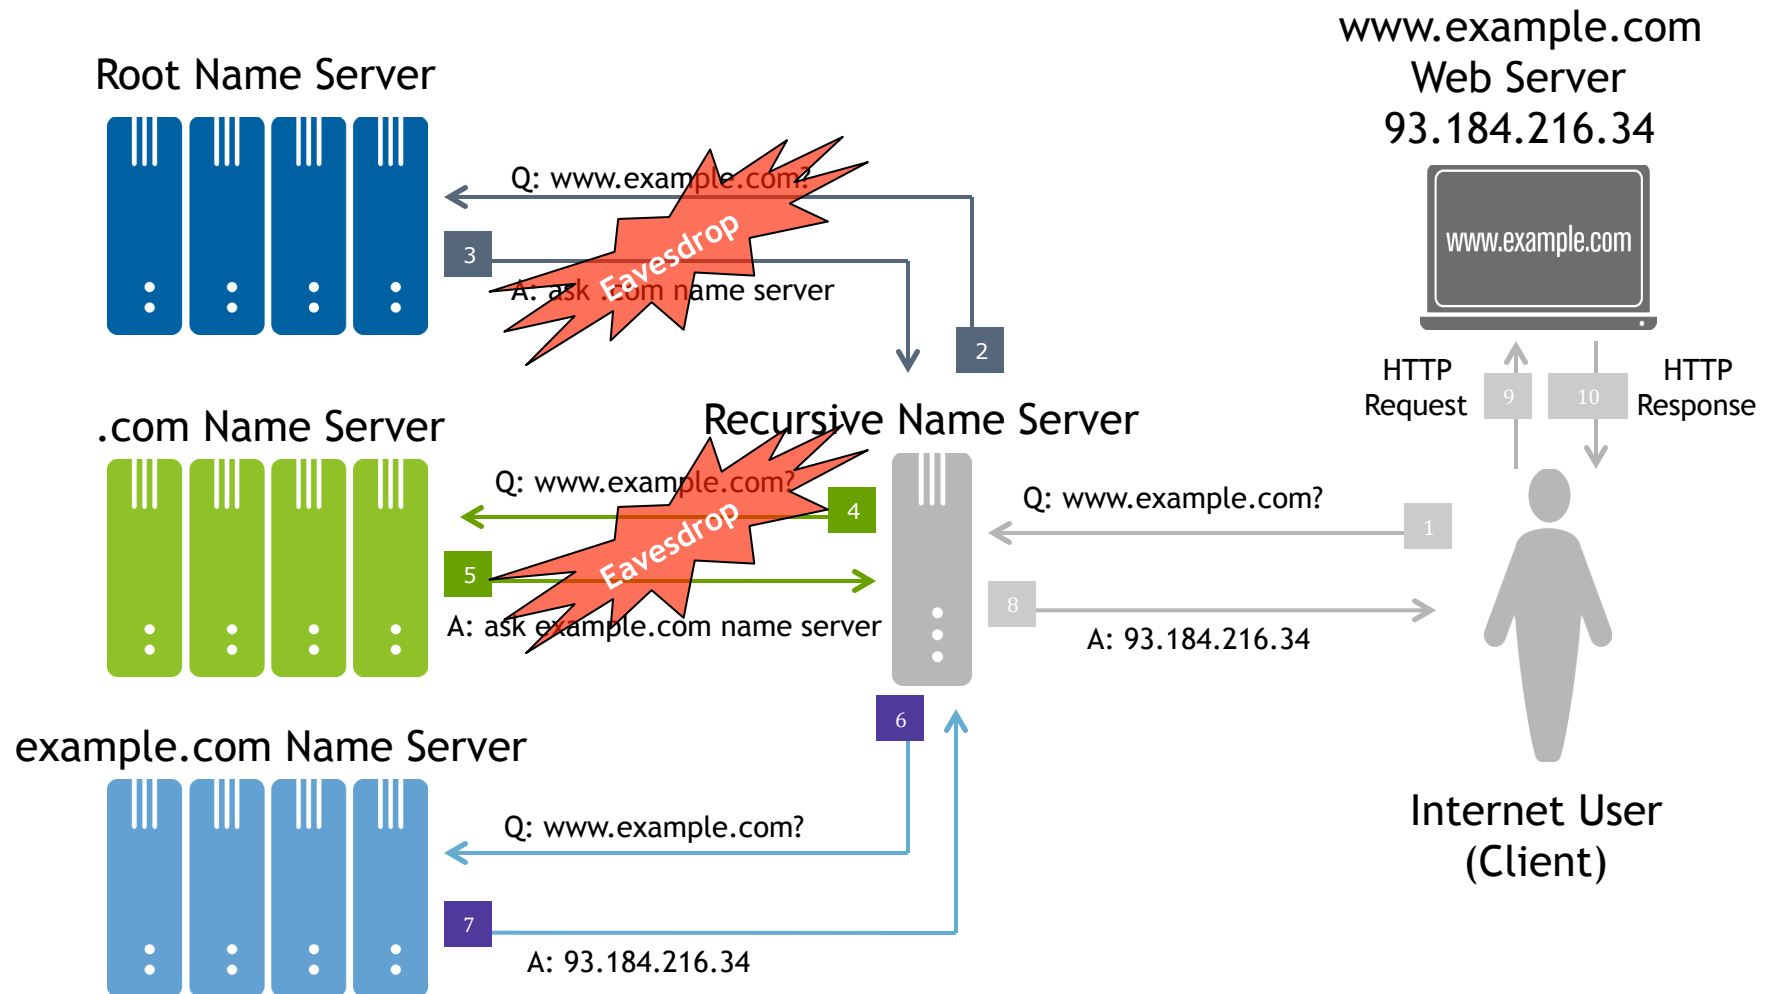 www.example.com
Web Server
93.184.216.34
Root Name Server
Q: www.example.com?
3
Eavesdrop
A: ask .com name server
2
www.example.com
HTTP
Request
9
10
HTTP
Response
.com Name Server
Recursive Name Server
Q: www.example.com?
4
Eavesdrop
5
A: ask example.com name server
Q: www.example.com?
1
8
A: 93.184.216.34
6
example.com Name Server
Q: www.example.com?
7
A: 93.184.216.34
Internet User
(Client)